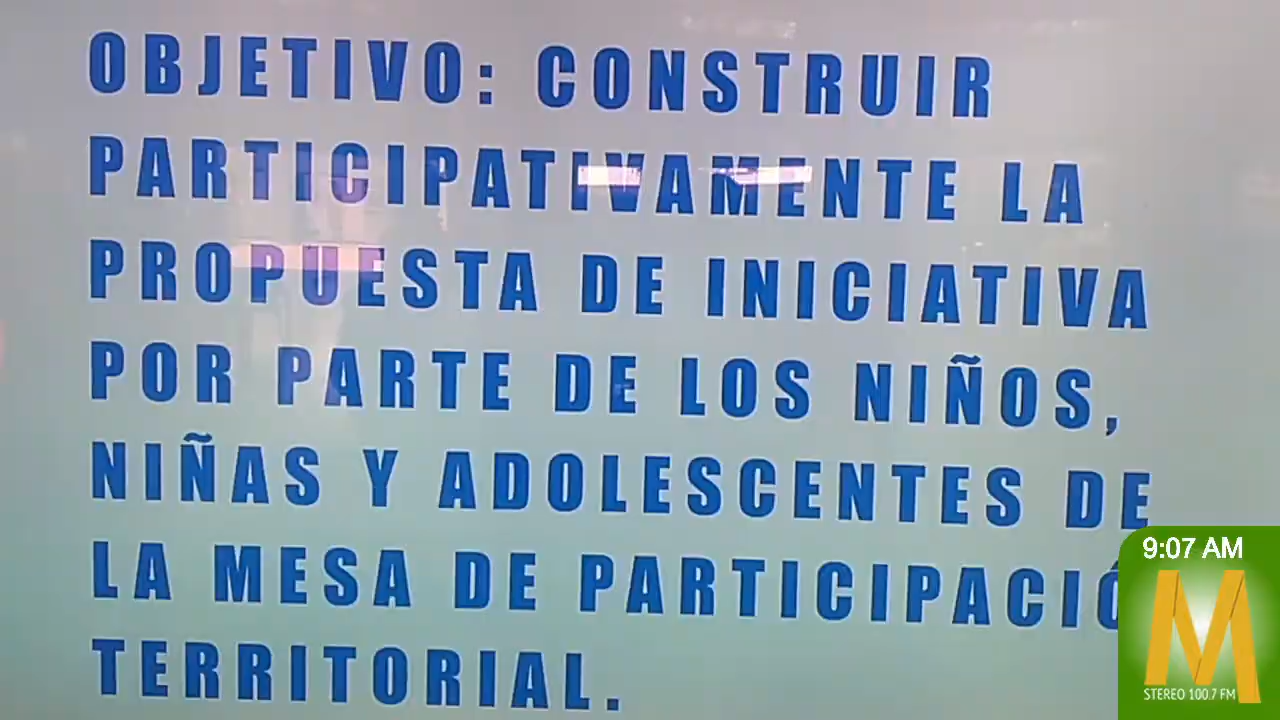 OBJETIVO: CONSTRUIR
PARTICIPATIVAMENTE LA
PROPUESTA DE INICIATIVA
POR PARTE DE LOS NIÑOS,
NIÑAS Y ADOLESCENTES DE
LA MESA DE PARTICIPACIÓ
TERRITORIAL.
9:07 AM
M
STEREO 100.7 FM